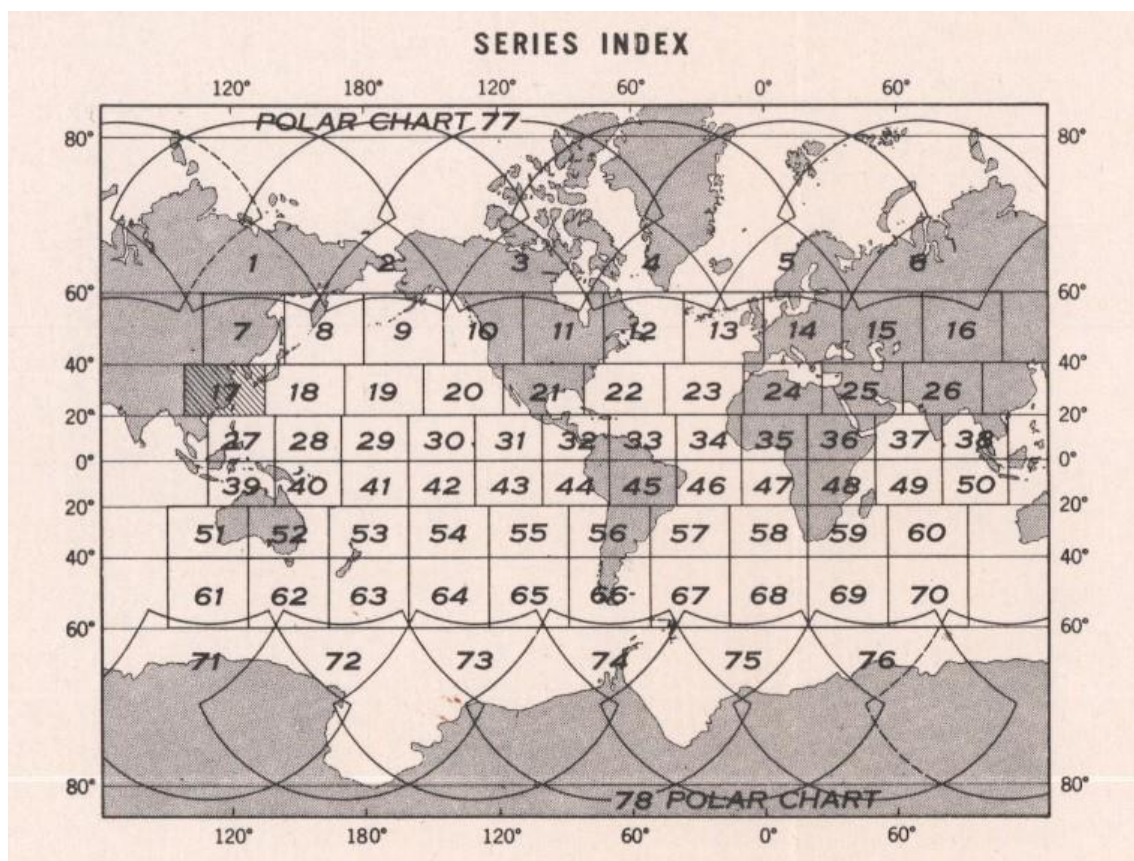 SERIES INDEX
120° 180° 120° 60° 0° 60°
POLAR CHART 77
80° 80°
1 2 3 4 5 6
60° 60°
7 8 9 10 11 12 13 14 15 16
40° 40°
17 18 19 20 21 22 23 24 25 26
20° 20°
27 28 29 30 31 32 33 34 35 36 37 38
0° 0°
39 40 41 42 43 44 45 46 47 48 49 50
20° 20°
51 52 53 54 55 56 57 58 59 60
40° 40°
61 62 63 64 65 66 67 68 69 70
60° 60°
71 72 73 74 75 76
80° 80°
78 POLAR CHART
120° 180° 120° 60° 0° 60°